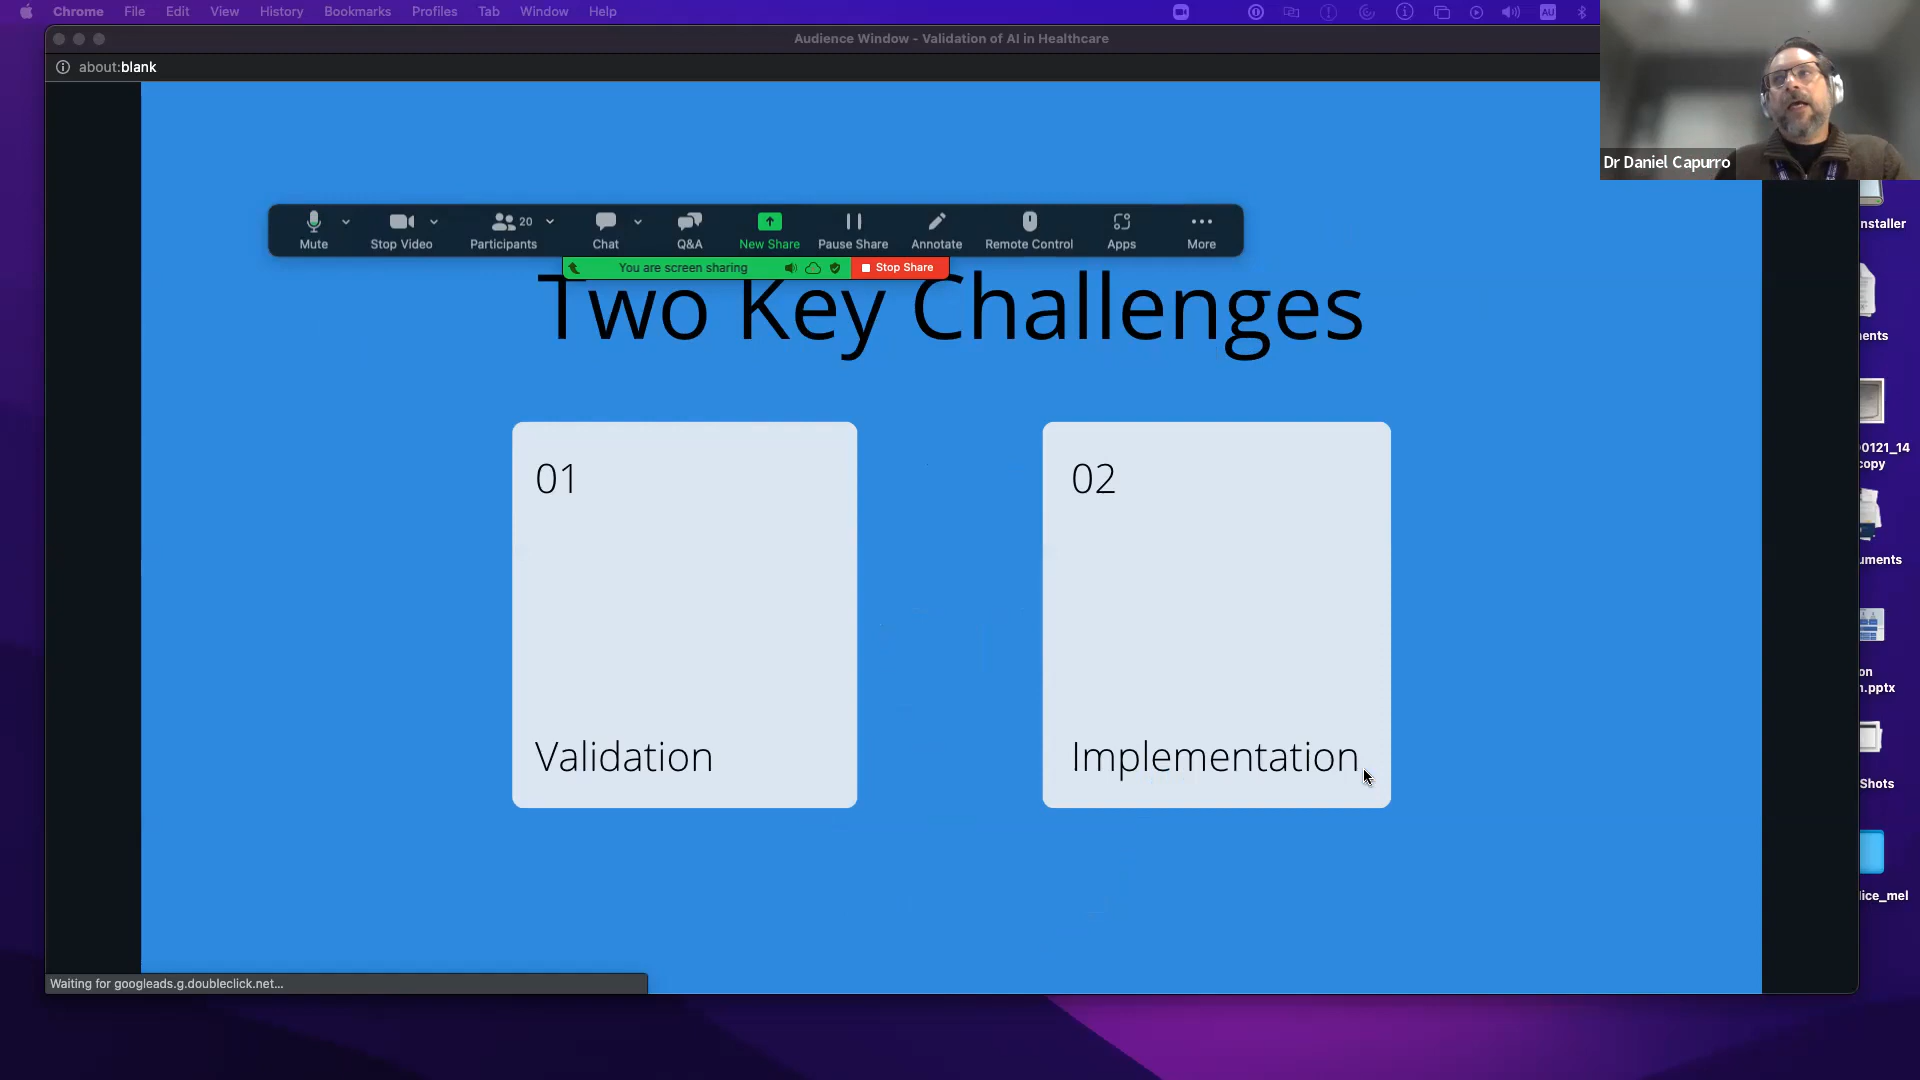 Chrome File Edit View History Bookmarks Profiles Tab Window Help
AU
Audience Window - Validation of AI in Healthcare
about:blank
Dr Daniel Capurro
Mute Stop Video Participants 20 Chat Q&A New Share Pause Share Annotate Remote Control Apps More
You are screen sharing Stop Share
Two Key Challenges
01
Validation
02
Implementation
nstaller
0121_14
copy
uments
on
.pptx
Shots
lice_mel
Waiting for googleads.g.doubleclick.net...